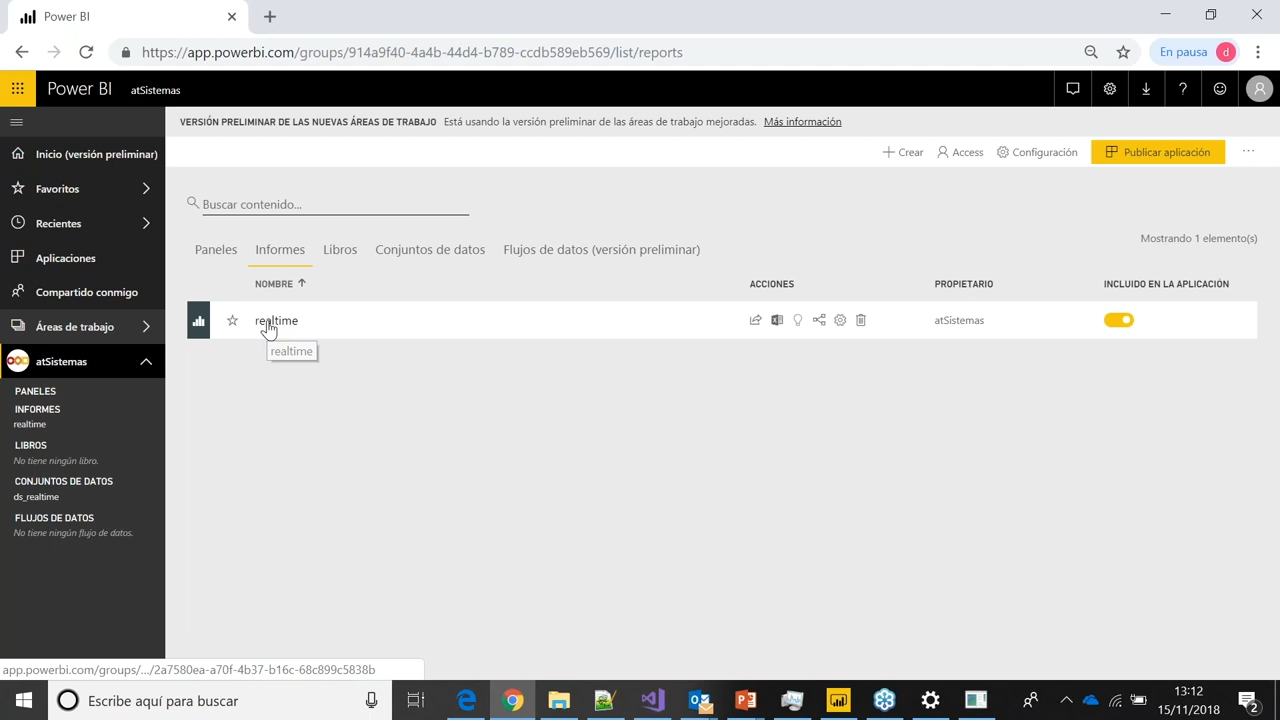 Power BI
https://app.powerbi.com/groups/914a9f40-4a4b-44d4-b789-ccdb589eb569/list/reports
En pausa
d
Power BI
atSistemas
VERSIÓN PRELIMINAR DE LAS NUEVAS ÁREAS DE TRABAJO Está usando la versión preliminar de las áreas de trabajo mejoradas. Más información
Inicio (versión preliminar)
Favoritos
Recientes
Aplicaciones
Compartido conmigo
Áreas de trabajo
atSistemas
PANELES
INFORMES
realtime
LIBROS
No tiene ningún libro.
CONJUNTOS DE DATOS
ds_realtime
FLUJOS DE DATOS
No tiene ningún flujo de datos.
Crear Access Configuración Publicar aplicación
Buscar contenido...
Paneles Informes Libros Conjuntos de datos Flujos de datos (versión preliminar)
Mostrando 1 elemento(s)
NOMBRE ACCIONES PROPIETARIO INCLUIDO EN LA APLICACIÓN
realtime atSistemas
realtime
app.powerbi.com/groups/.../2a7580ea-a70f-4b37-b16c-68c899c5838b
Escribe aquí para buscar
13:12
15/11/2018
2